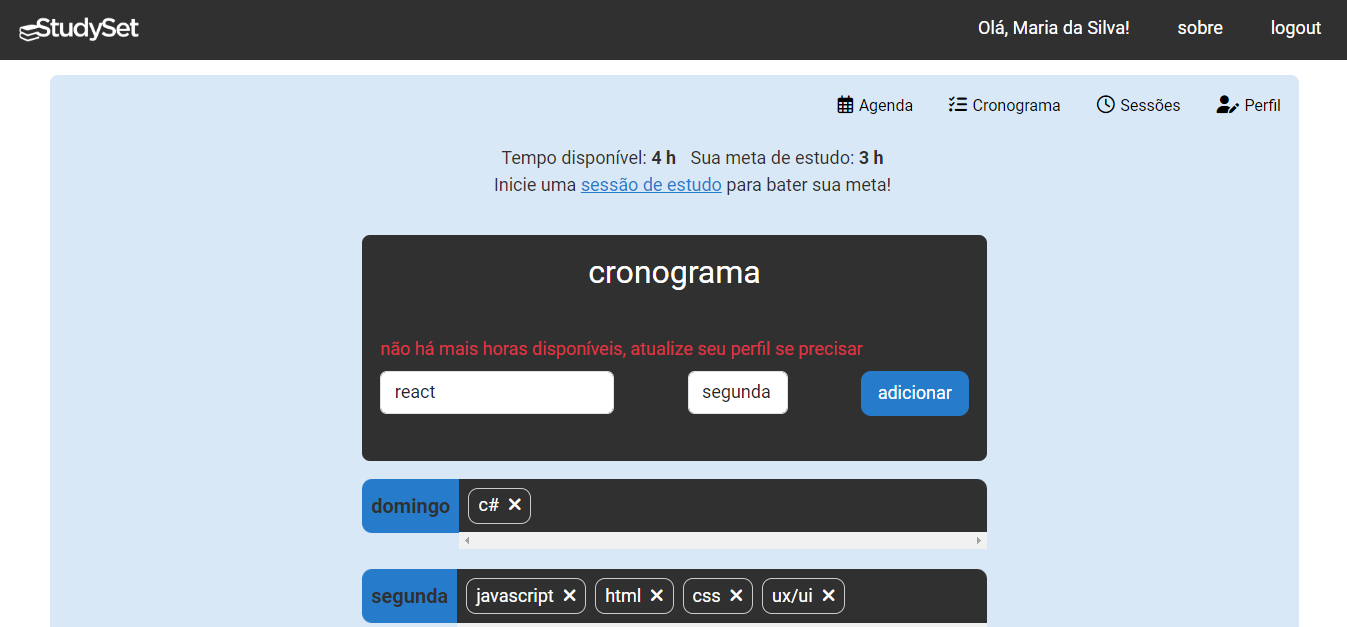 StudySet
Olá, Maria da Silva! sobre logout
Agenda Cronograma Sessões Perfil
Tempo disponível: 4 h Sua meta de estudo: 3 h
Inicie uma sessão de estudo para bater sua meta!
cronograma
não há mais horas disponíveis, atualize seu perfil se precisar
react segunda adicionar
domingo c# ×
segunda javascript × html × css × ux/ui ×